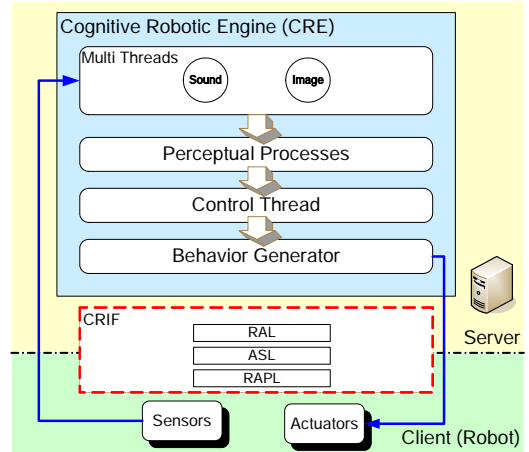 Cognitive Robotic Engine (CRE)
Multi Threads
Sound
Image
Perceptual Processes
Control Thread
Behavior Generator
CRIF
RAL
ASL
RAPL
Server
Sensors
Actuators
Client (Robot)